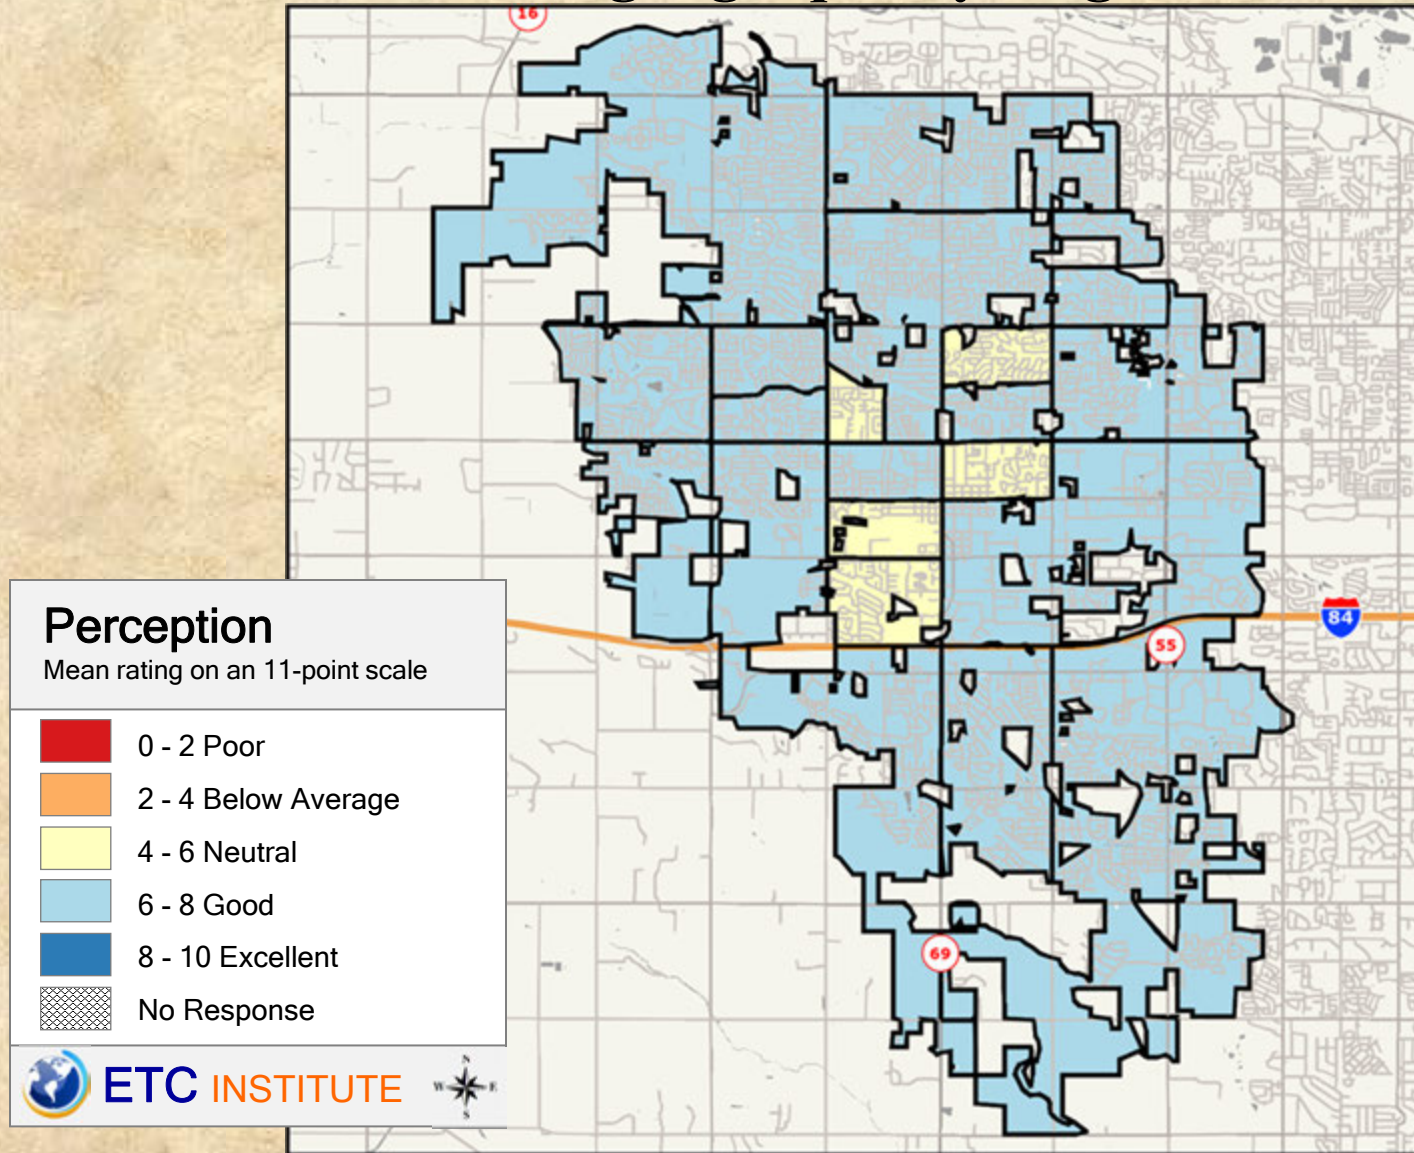 16
84
55
69
Perception
Mean rating on an 11-point scale
0 - 2 Poor
2 - 4 Below Average
4 - 6 Neutral
6 - 8 Good
8 - 10 Excellent
No Response
ETC INSTITUTE
N
W E
S